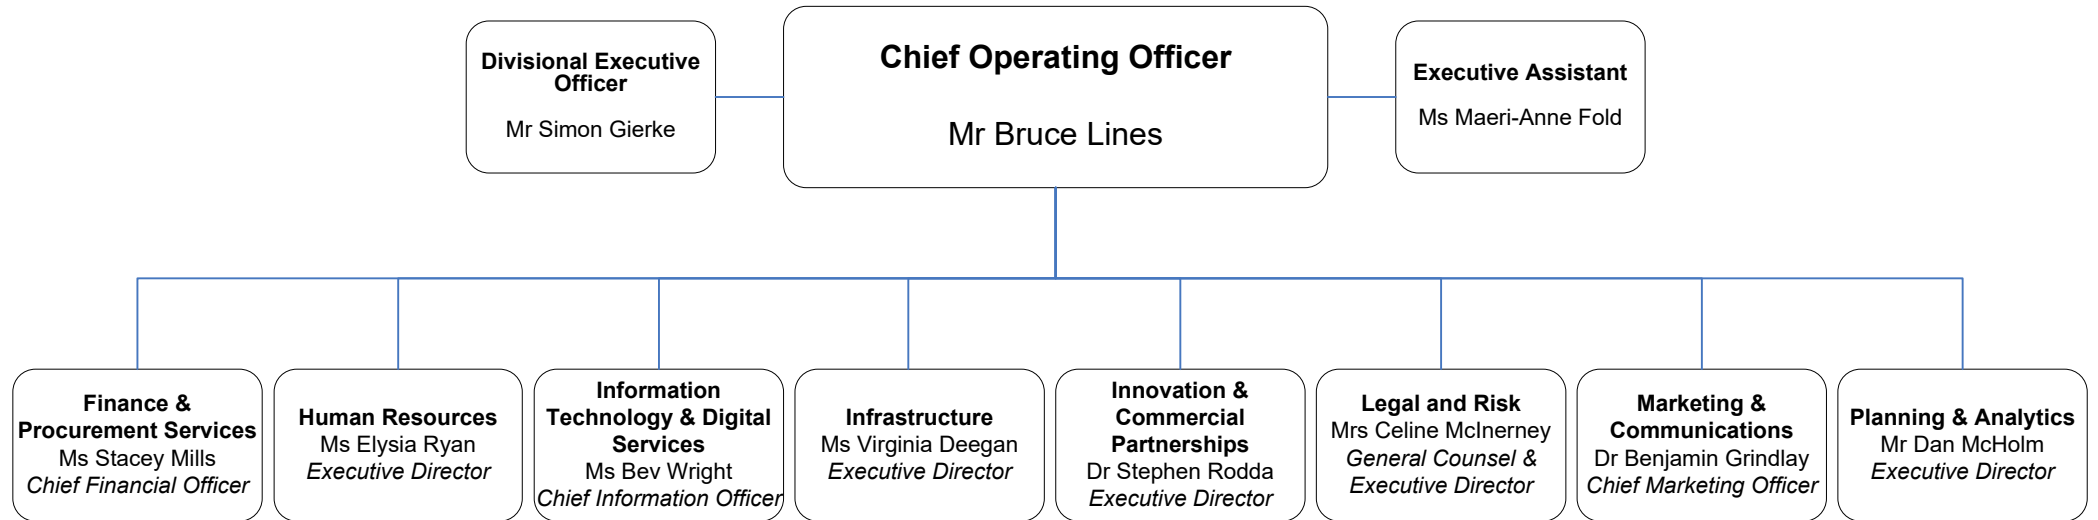 Divisional Executive
Officer
Mr Simon Gierke
Chief Operating Officer
Mr Bruce Lines
Executive Assistant
Ms Maeri-Anne Fold
Finance &
Procurement Services
Ms Stacey Mills
Chief Financial Officer
Human Resources
Ms Elysia Ryan
Executive Director
Information
Technology & Digital
Services
Ms Bev Wright
Chief Information Officer
Infrastructure
Ms Virginia Deegan
Executive Director
Innovation &
Commercial
Partnerships
Dr Stephen Rodda
Executive Director
Legal and Risk
Mrs Celine McInerney
General Counsel &
Executive Director
Marketing &
Communications
Dr Benjamin Grindlay
Chief Marketing Officer
Planning & Analytics
Mr Dan McHolm
Executive Director